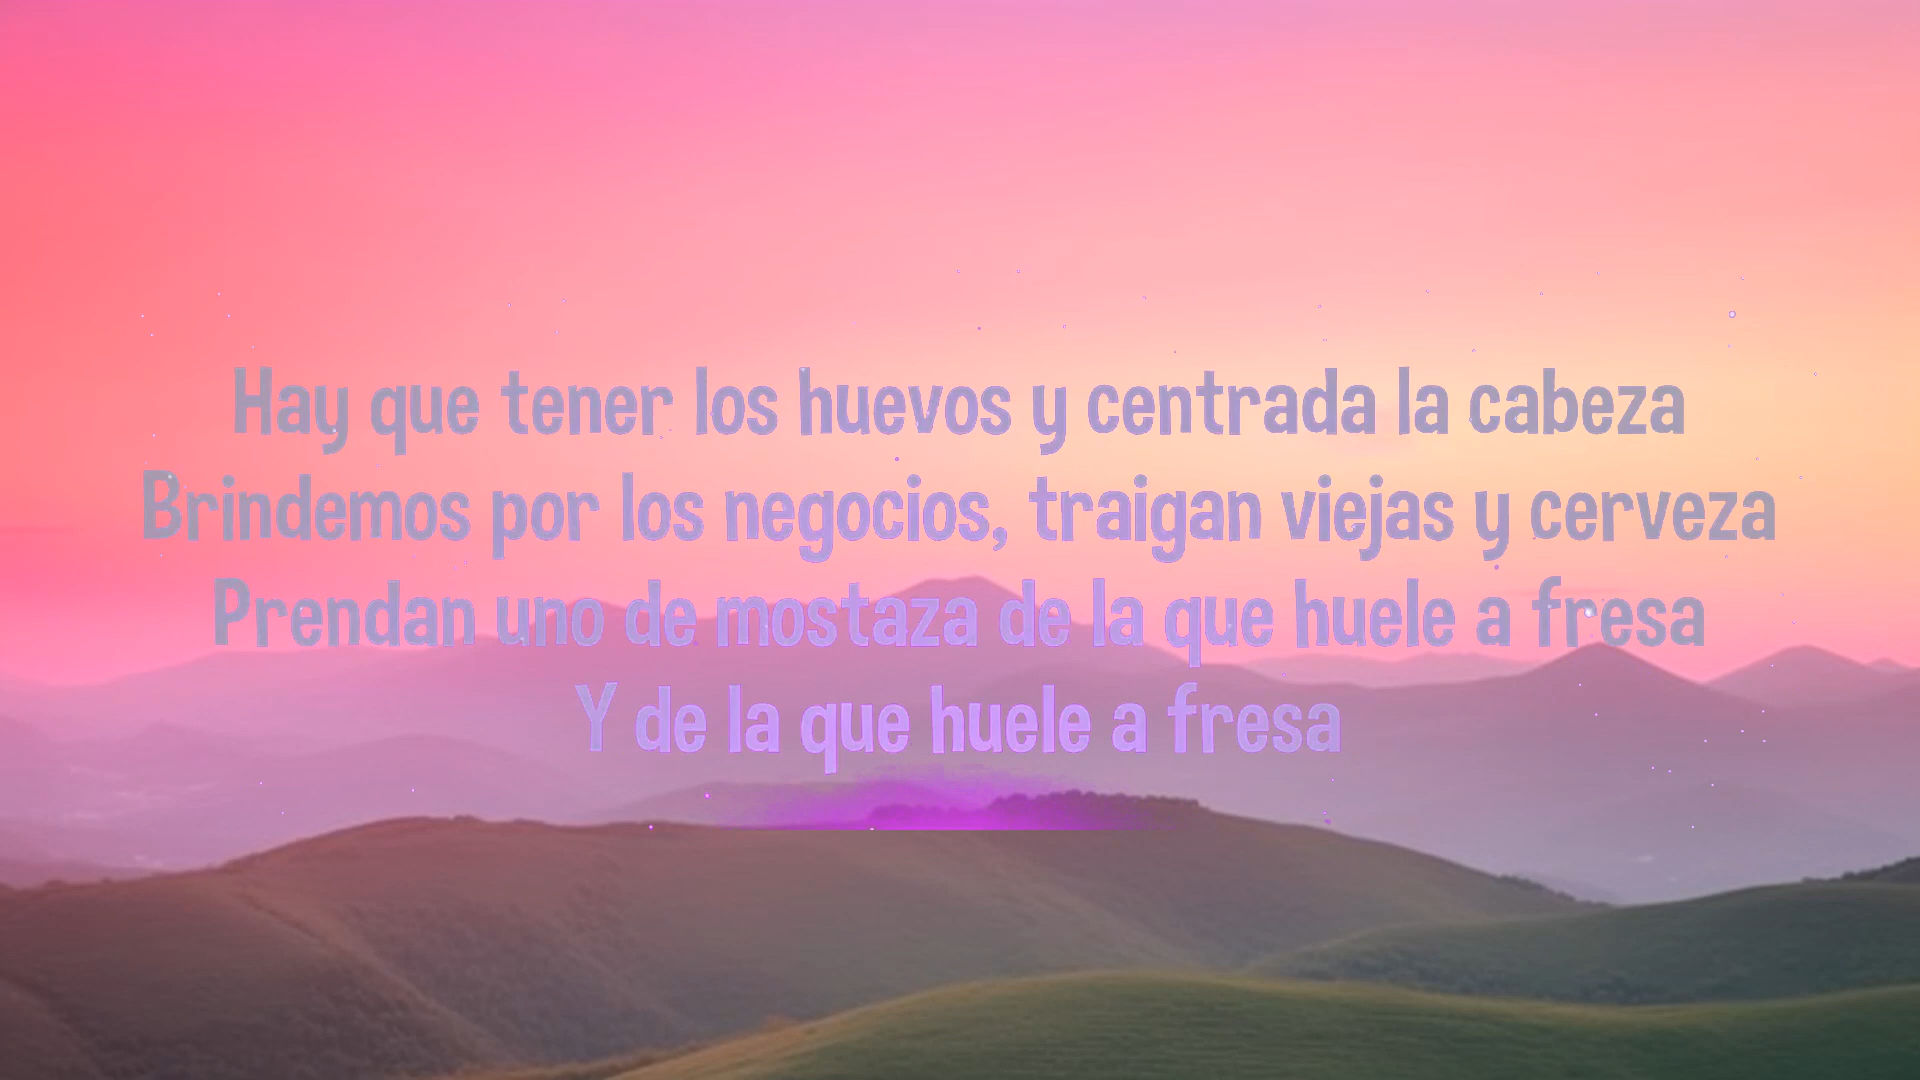 Hay que tener los huevos y centrada la cabeza
Brindemos por los negocios, traigan viejas y cerveza
Prendan uno de mostaza de la que huele a fresa
Y de la que huele a fresa